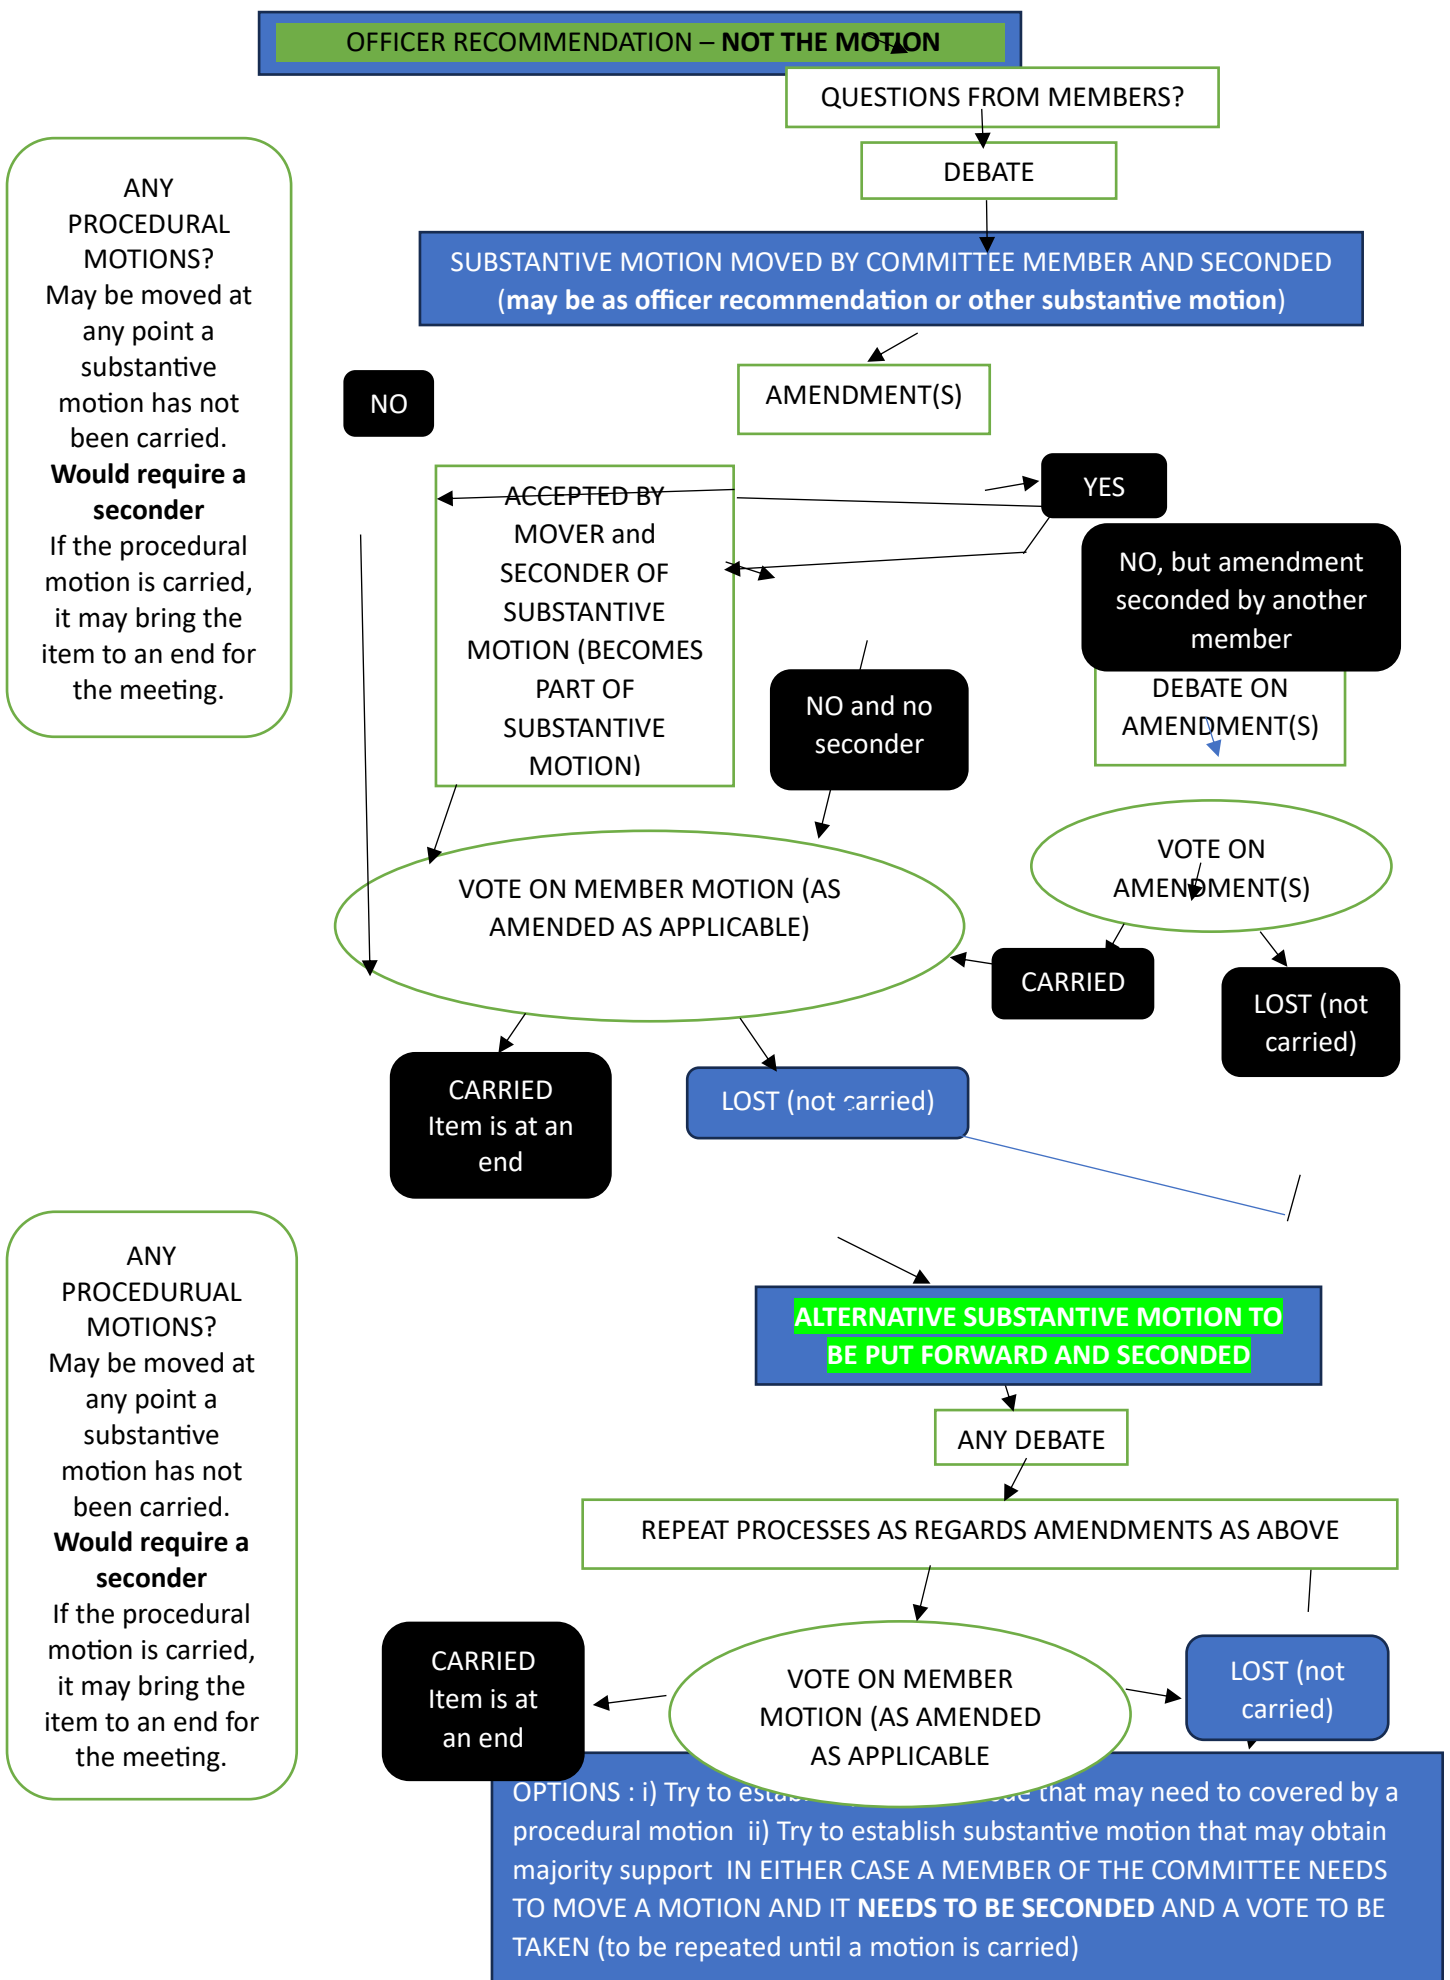 OFFICER RECOMMENDATION – NOT THE MOTION
QUESTIONS FROM MEMBERS?
DEBATE
ANY
PROCEDURAL
MOTIONS?
May be moved at
any point a
substantive
motion has not
been carried.
Would require a
seconder
If the procedural
motion is carried,
it may bring the
item to an end for
the meeting.
SUBSTANTIVE MOTION MOVED BY COMMITTEE MEMBER AND SECONDED
(may be as officer recommendation or other substantive motion)
AMENDMENT(S)
NO
YES
ACCEPTED BY
MOVER and
SECONDER OF
SUBSTANTIVE
MOTION (BECOMES
PART OF
SUBSTANTIVE
MOTION)
NO and no
seconder
NO, but amendment
seconded by another
member
DEBATE ON
AMENDMENT(S)
VOTE ON
AMENDMENT(S)
VOTE ON MEMBER MOTION (AS
AMENDED AS APPLICABLE)
CARRIED
LOST (not
carried)
CARRIED
Item is at an
end
LOST (not carried)
ANY
PROCEDURUAL
MOTIONS?
May be moved at
any point a
substantive
motion has not
been carried.
Would require a
seconder
If the procedural
motion is carried,
it may bring the
item to an end for
the meeting.
ALTERNATIVE SUBSTANTIVE MOTION TO
BE PUT FORWARD AND SECONDED
ANY DEBATE
REPEAT PROCESSES AS REGARDS AMENDMENTS AS ABOVE
CARRIED
Item is at
an end
VOTE ON MEMBER
MOTION (AS AMENDED
AS APPLICABLE
LOST (not
carried)
OPTIONS : i) Try to that may need to covered by a
procedural motion ii) Try to establish substantive motion that may obtain
majority support IN EITHER CASE A MEMBER OF THE COMMITTEE NEEDS
TO MOVE A MOTION AND IT NEEDS TO BE SECONDED AND A VOTE TO BE
TAKEN (to be repeated until a motion is carried)